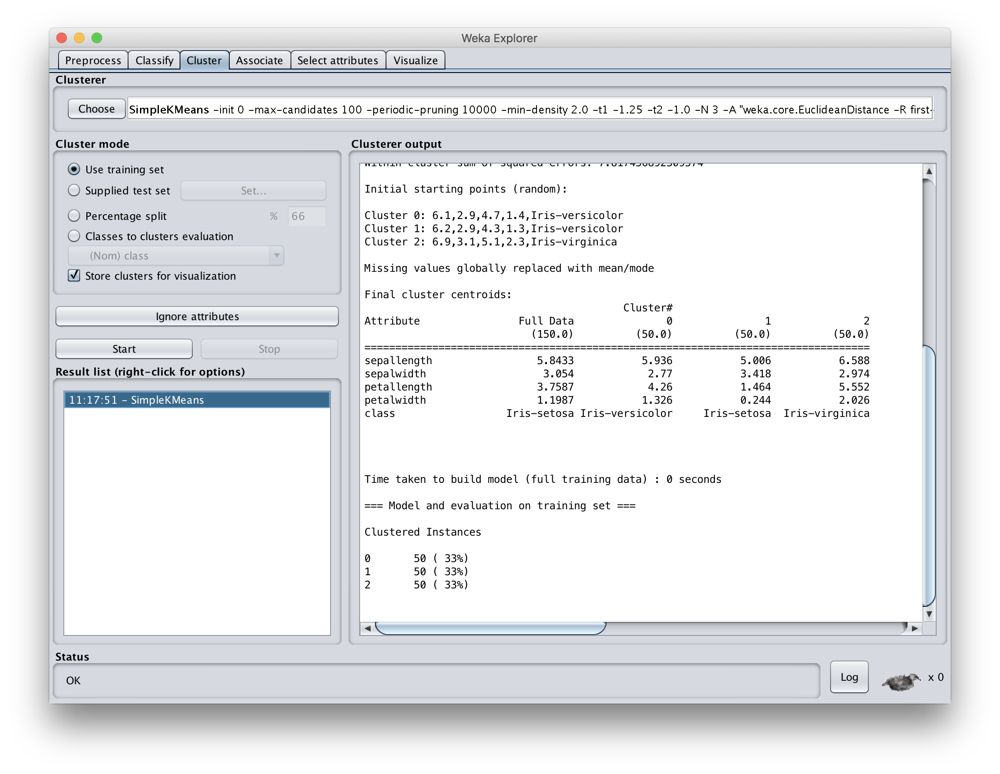 Weka Explorer
Preprocess Classify Cluster Associate Select attributes Visualize
Clusterer
Choose SimpleKMeans -init 0 -max-candidates 100 -periodic-pruning 10000 -min-density 2.0 -t1 -1.25 -t2 -1.0 -N 3 -A "weka.core.EuclideanDistance -R first-
Cluster mode
Use training set
Supplied test set Set...
Percentage split % 66
Classes to clusters evaluation
(Nom) class
Store clusters for visualization
Ignore attributes
Start Stop
Result list (right-click for options)
11:17:51 - SimpleKMeans
Clusterer output
Within cluster sum of squared errors:
Initial starting points (random):
Cluster 0: 6.1,2.9,4.7,1.4,Iris-versicolor
Cluster 1: 6.2,2.9,4.3,1.3,Iris-versicolor
Cluster 2: 6.9,3.1,5.1,2.3,Iris-virginica
Missing values globally replaced with mean/mode
Final cluster centroids:
Cluster#
Attribute Full Data 0 1 2
(150.0) (50.0) (50.0) (50.0)
==================================================================================
sepallength 5.8433 5.936 5.006 6.588
sepalwidth 3.054 2.77 3.418 2.974
petallength 3.7587 4.26 1.464 5.552
petalwidth 1.1987 1.326 0.244 2.026
class Iris-setosa Iris-versicolor Iris-setosa Iris-virginica
Time taken to build model (full training data) : 0 seconds
=== Model and evaluation on training set ===
Clustered Instances
0 50 ( 33%)
1 50 ( 33%)
2 50 ( 33%)
Status
OK
Log x 0